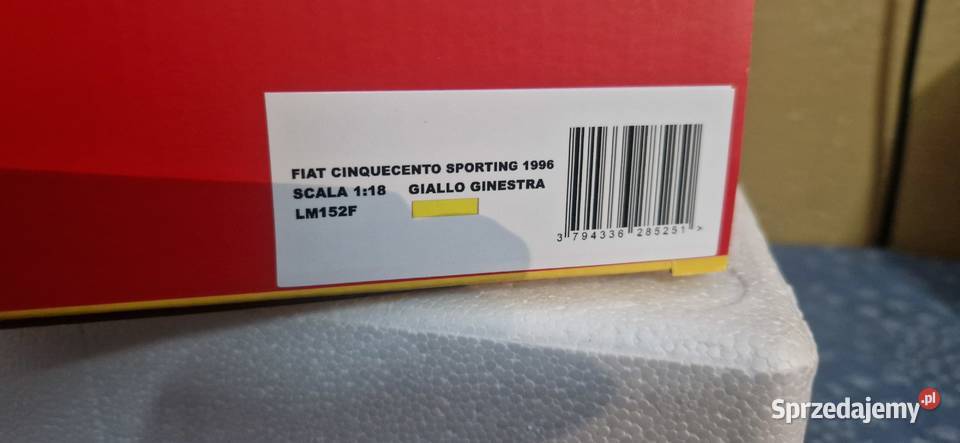 FIAT CINQUECENTO SPORTING 1996
SCALA 1:18 GIALLO GINESTRA
LM152F
3 794336 285251 >
Sprzedajemy.pl